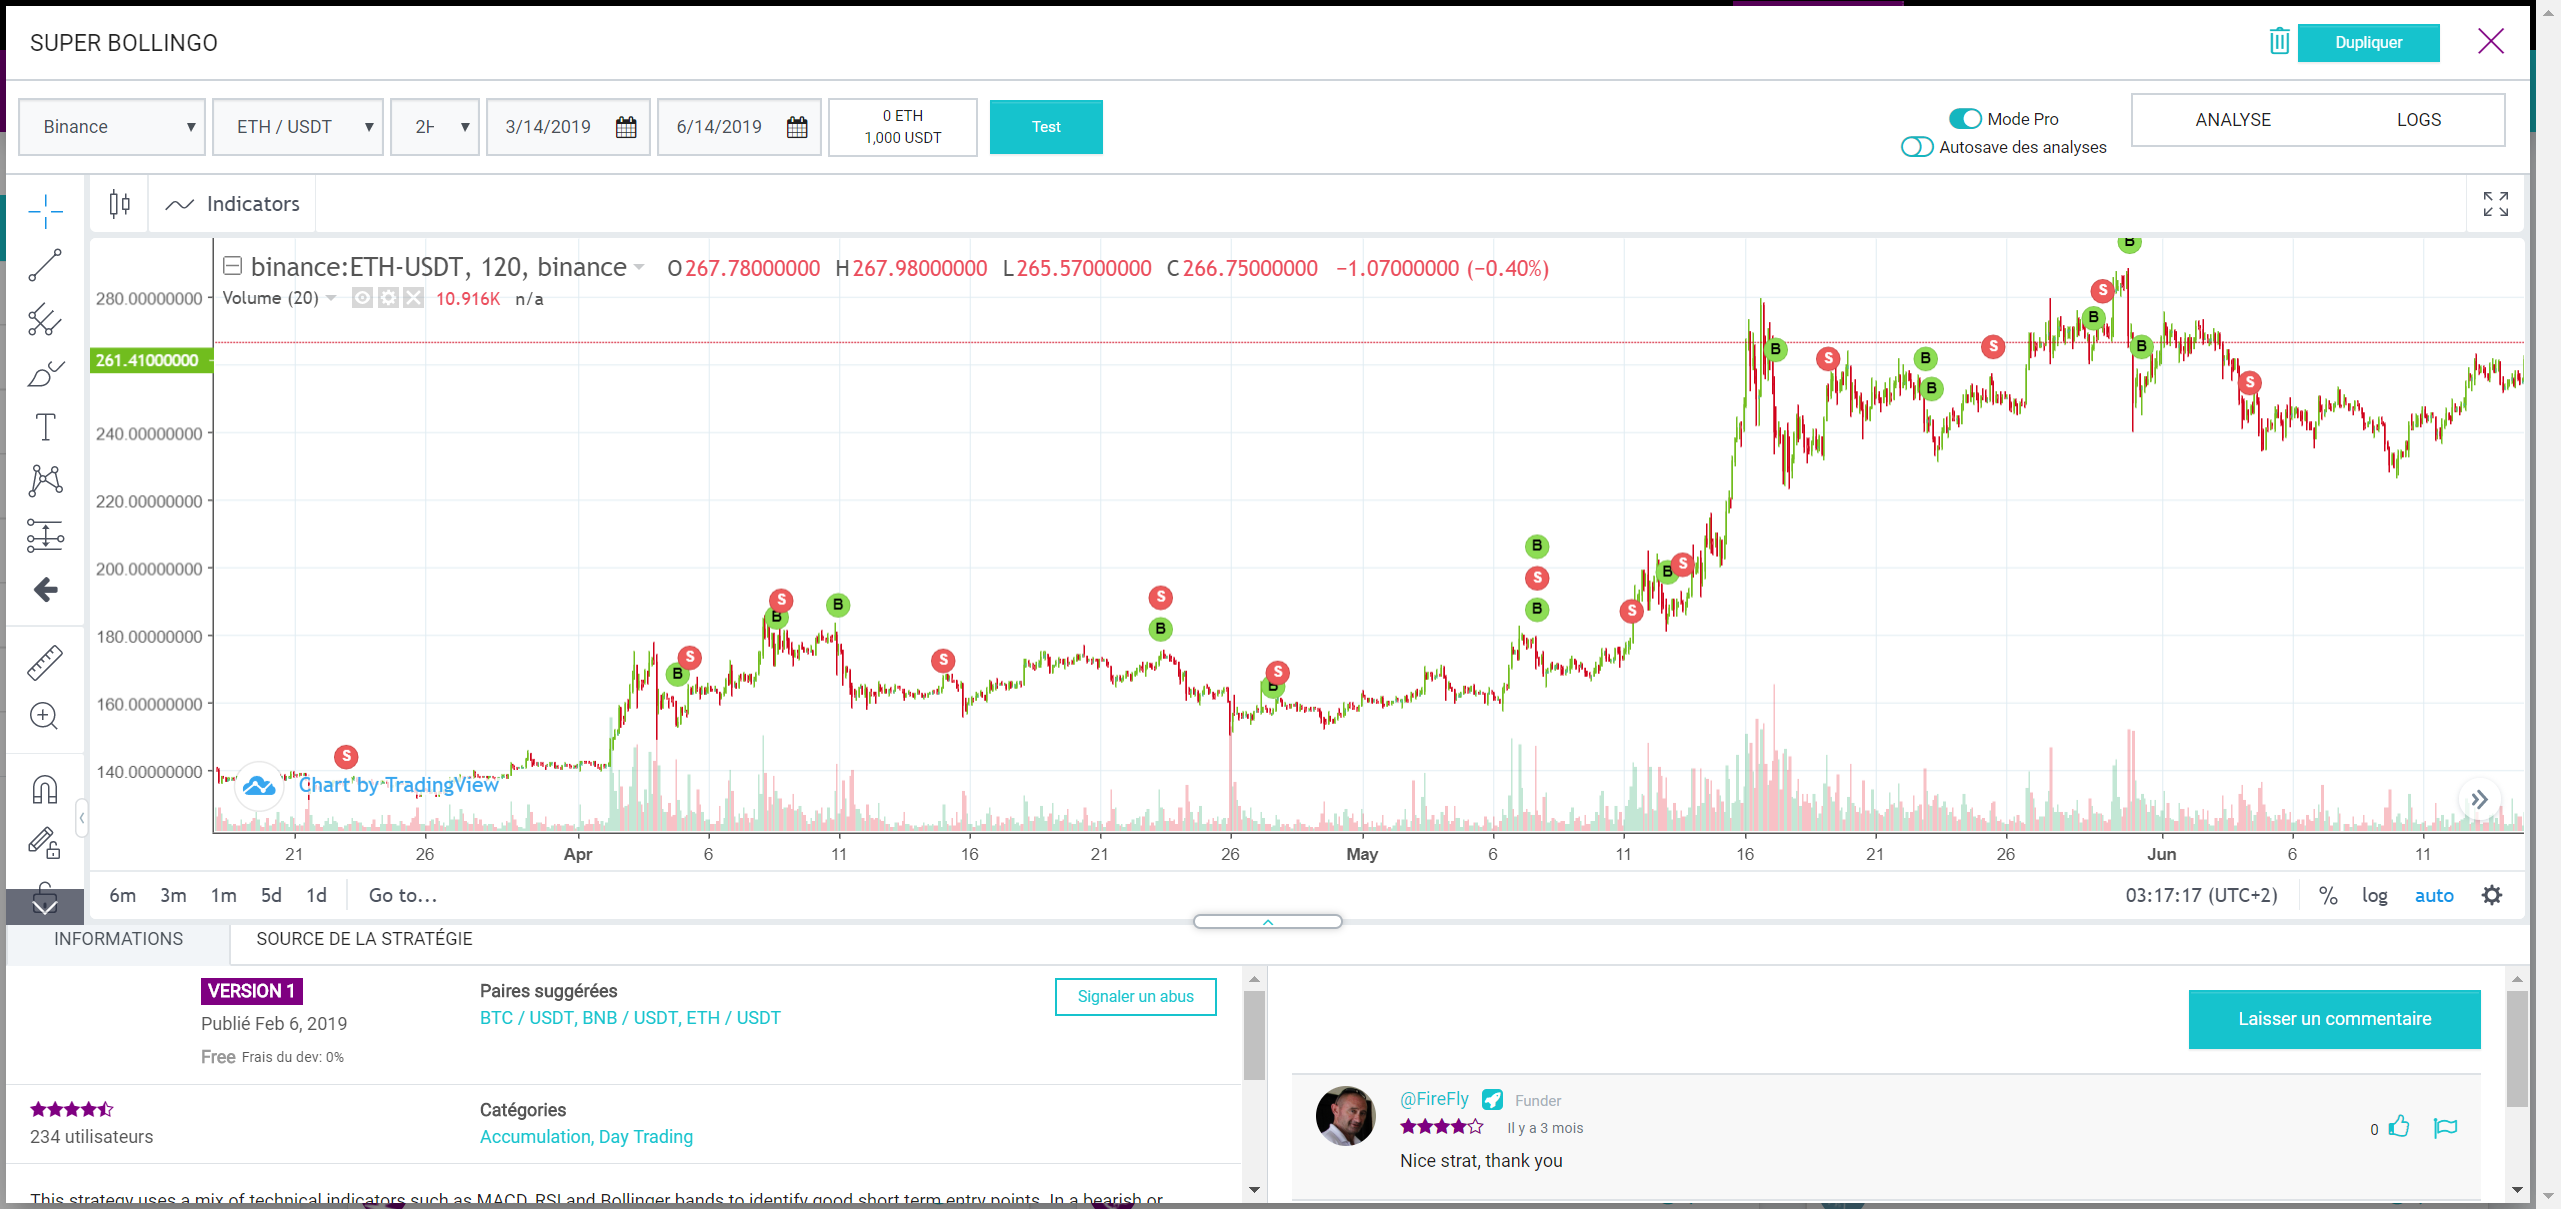 SUPER BOLLINGO
Dupliquer
Binance
ETH / USDT
3/14/2019
6/14/2019
0 ETH
1,000 USDT
Test
Mode Pro
Autosave des analyses
ANALYSE
LOGS
Indicators
binance:ETH-USDT, 120, binance O267.78000000 H267.98000000 L265.57000000 C266.75000000 −1.07000000 (−0.40%)
Volume (20) 10.916K n/a
280.00000000
261.41000000
240.00000000
220.00000000
200.00000000
180.00000000
160.00000000
140.00000000
B
S
B
B
S
B
S
S
B
B
S
B
B
S
B
S
B
S
S
B
S
B
S
B
S
B
S
S
Chart by TradingView
21 26 Apr 6 11 16 21 26 May 6 11 16 21 26 Jun 6 11
6m 3m 1m 5d 1d Go to...
03:17:17 (UTC+2) % log auto
INFORMATIONS
SOURCE DE LA STRATÉGIE
VERSION 1
Publié Feb 6, 2019
Free Frais du dev: 0%
Paires suggérées
BTC / USDT, BNB / USDT, ETH / USDT
Signaler un abus
234 utilisateurs
Catégories
Accumulation, Day Trading
This strategy uses a mix of technical indicators such as MACD, RSI and Bollinger bands to identify good short term entry points. In a bearish or
Laisser un commentaire
@FireFly Funder
Il y a 3 mois
Nice strat, thank you
0